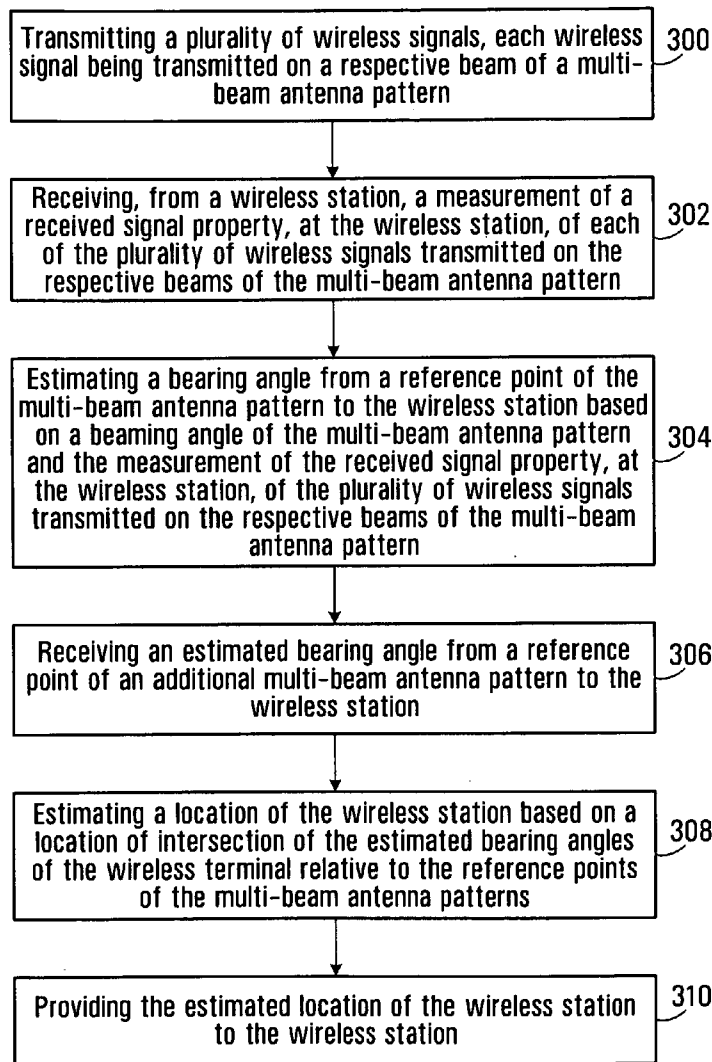 Transmitting a plurality of wireless signals, each wireless
signal being transmitted on a respective beam of a multi-
beam antenna pattern
300
Receiving, from a wireless station, a measurement of a
received signal property, at the wireless station, of each
of the plurality of wireless signals transmitted on the
respective beams of the multi-beam antenna pattern
302
Estimating a bearing angle from a reference point of the
multi-beam antenna pattern to the wireless station based
on a beaming angle of the multi-beam antenna pattern
and the measurement of the received signal property, at
the wireless station, of the plurality of wireless signals
transmitted on the respective beams of the multi-beam
antenna pattern
304
Receiving an estimated bearing angle from a reference
point of an additional multi-beam antenna pattern to the
wireless station
306
Estimating a location of the wireless station based on a
location of intersection of the estimated bearing angles
of the wireless terminal relative to the reference points
of the multi-beam antenna patterns
308
Providing the estimated location of the wireless station
to the wireless station
310